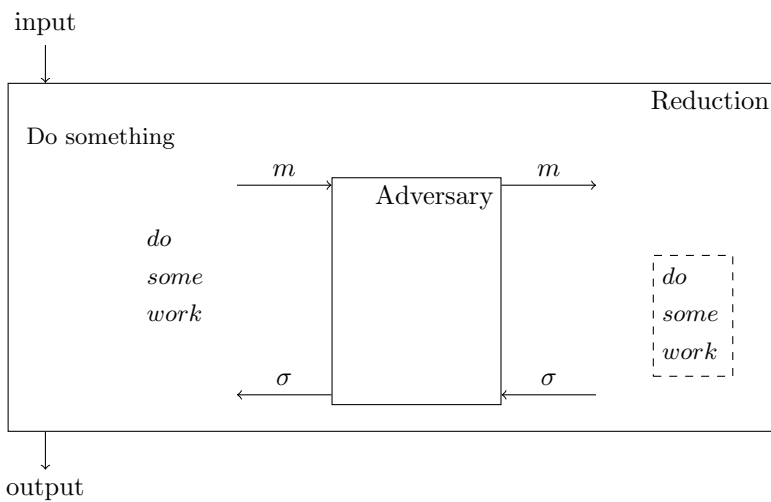 input
Reduction
Do something
m
m
Adversary
do
some
work
do
some
work
σ
σ
output